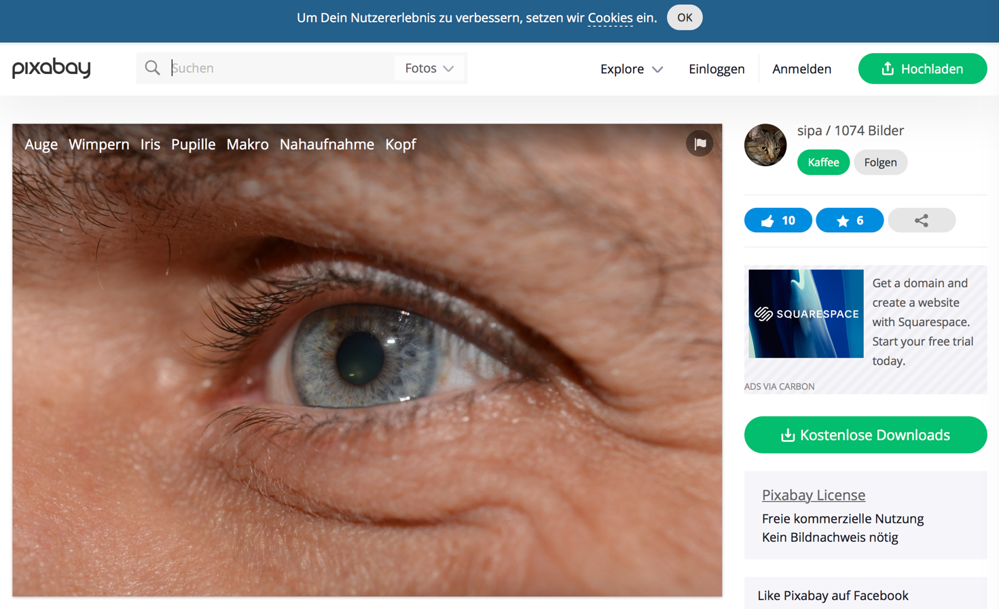 Um Dein Nutzererlebnis zu verbessern, setzen wir Cookies ein. OK
pixabay
Suchen
Fotos
Explore
Einloggen
Anmelden
Hochladen
Auge Wimpern Iris Pupille Makro Nahaufnahme Kopf
sipa / 1074 Bilder
Kaffee
Folgen
10
6
SQUARESPACE
Get a domain and
create a website
with Squarespace.
Start your free trial
today.
ADS VIA CARBON
Kostenlose Downloads
Pixabay License
Freie kommerzielle Nutzung
Kein Bildnachweis nötig
Like Pixabay auf Facebook